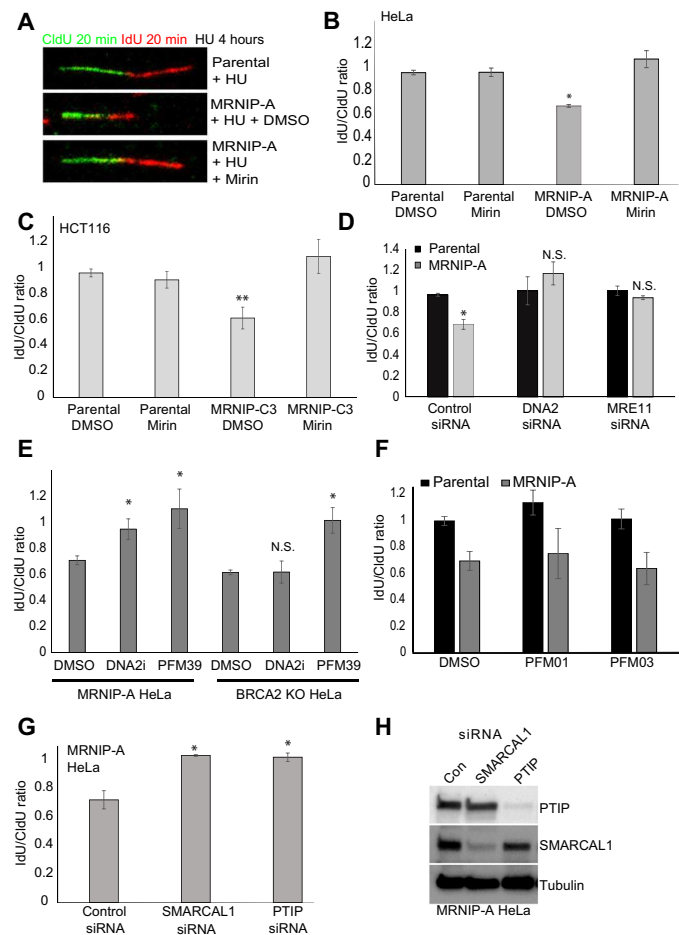 A
CldU 20 min IdU 20 min HU 4 hours
Parental
+ HU
MRNIP-A
+ HU + DMSO
MRNIP-A
+ HU
+ Mirin
B
HeLa
IdU/CldU ratio
1.4
1.2
1
0.8
0.6
0.4
0.2
0
*
Parental
DMSO
Parental
Mirin
MRNIP-A
DMSO
MRNIP-A
Mirin
C
HCT116
IdU/CldU ratio
1.2
1
0.8
0.6
0.4
0.2
0
**
Parental
DMSO
Parental
Mirin
MRNIP-C3
DMSO
MRNIP-C3
Mirin
D
Parental
MRNIP-A
IdU/CldU ratio
1.4
1.2
1
0.8
0.6
0.4
0.2
0
*
N.S.
N.S.
Control
siRNA
DNA2
siRNA
MRE11
siRNA
E
IdU/CldU ratio
1.2
1
0.8
0.6
0.4
0.2
0
*
*
N.S.
*
DMSO DNA2i PFM39 DMSO DNA2i PFM39
MRNIP-A HeLa BRCA2 KO HeLa
F
Parental MRNIP-A
IdU/CldU ratio
1.2
1
0.8
0.6
0.4
0.2
0
DMSO PFM01 PFM03
G
MRNIP-A
HeLa
IdU/CldU ratio
1
0.8
0.6
0.4
0.2
0
*
*
Control
siRNA
SMARCAL1
siRNA
PTIP
siRNA
H
siRNA
Con
SMARCAL1
PTIP
PTIP
SMARCAL1
Tubulin
MRNIP-A HeLa